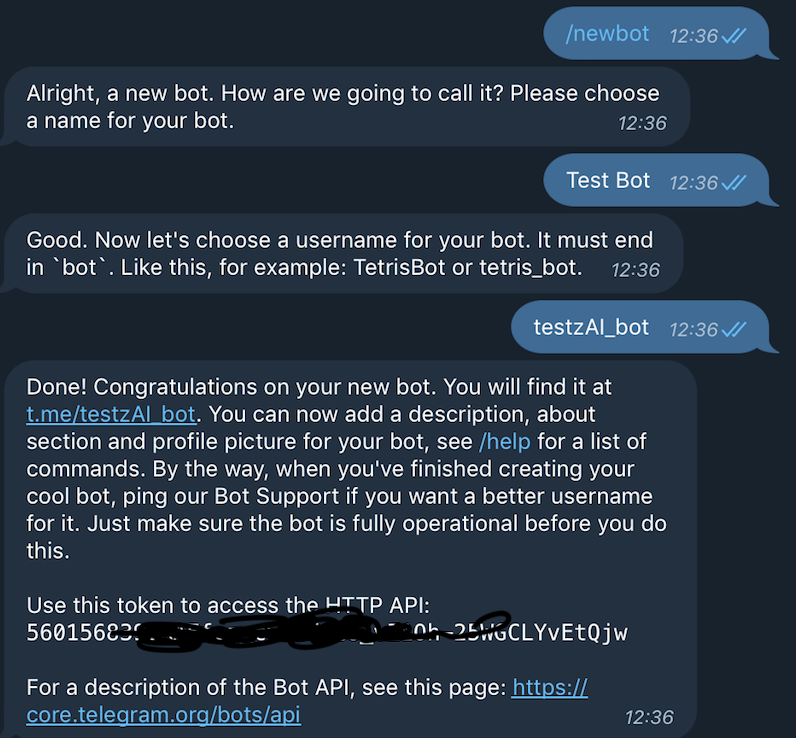 /newbot 12:36
Alright, a new bot. How are we going to call it? Please choose
a name for your bot.
12:36
Test Bot 12:36
Good. Now let's choose a username for your bot. It must end
in `bot`. Like this, for example: TetrisBot or tetris_bot. 12:36
testzAI_bot 12:36
Done! Congratulations on your new bot. You will find it at
t.me/testzAI_bot. You can now add a description, about
section and profile picture for your bot, see /help for a list of
commands. By the way, when you've finished creating your
cool bot, ping our Bot Support if you want a better username
for it. Just make sure the bot is fully operational before you do
this.
Use this token to access the HTTP API:
For a description of the Bot API, see this page: https://
core.telegram.org/bots/api
12:36